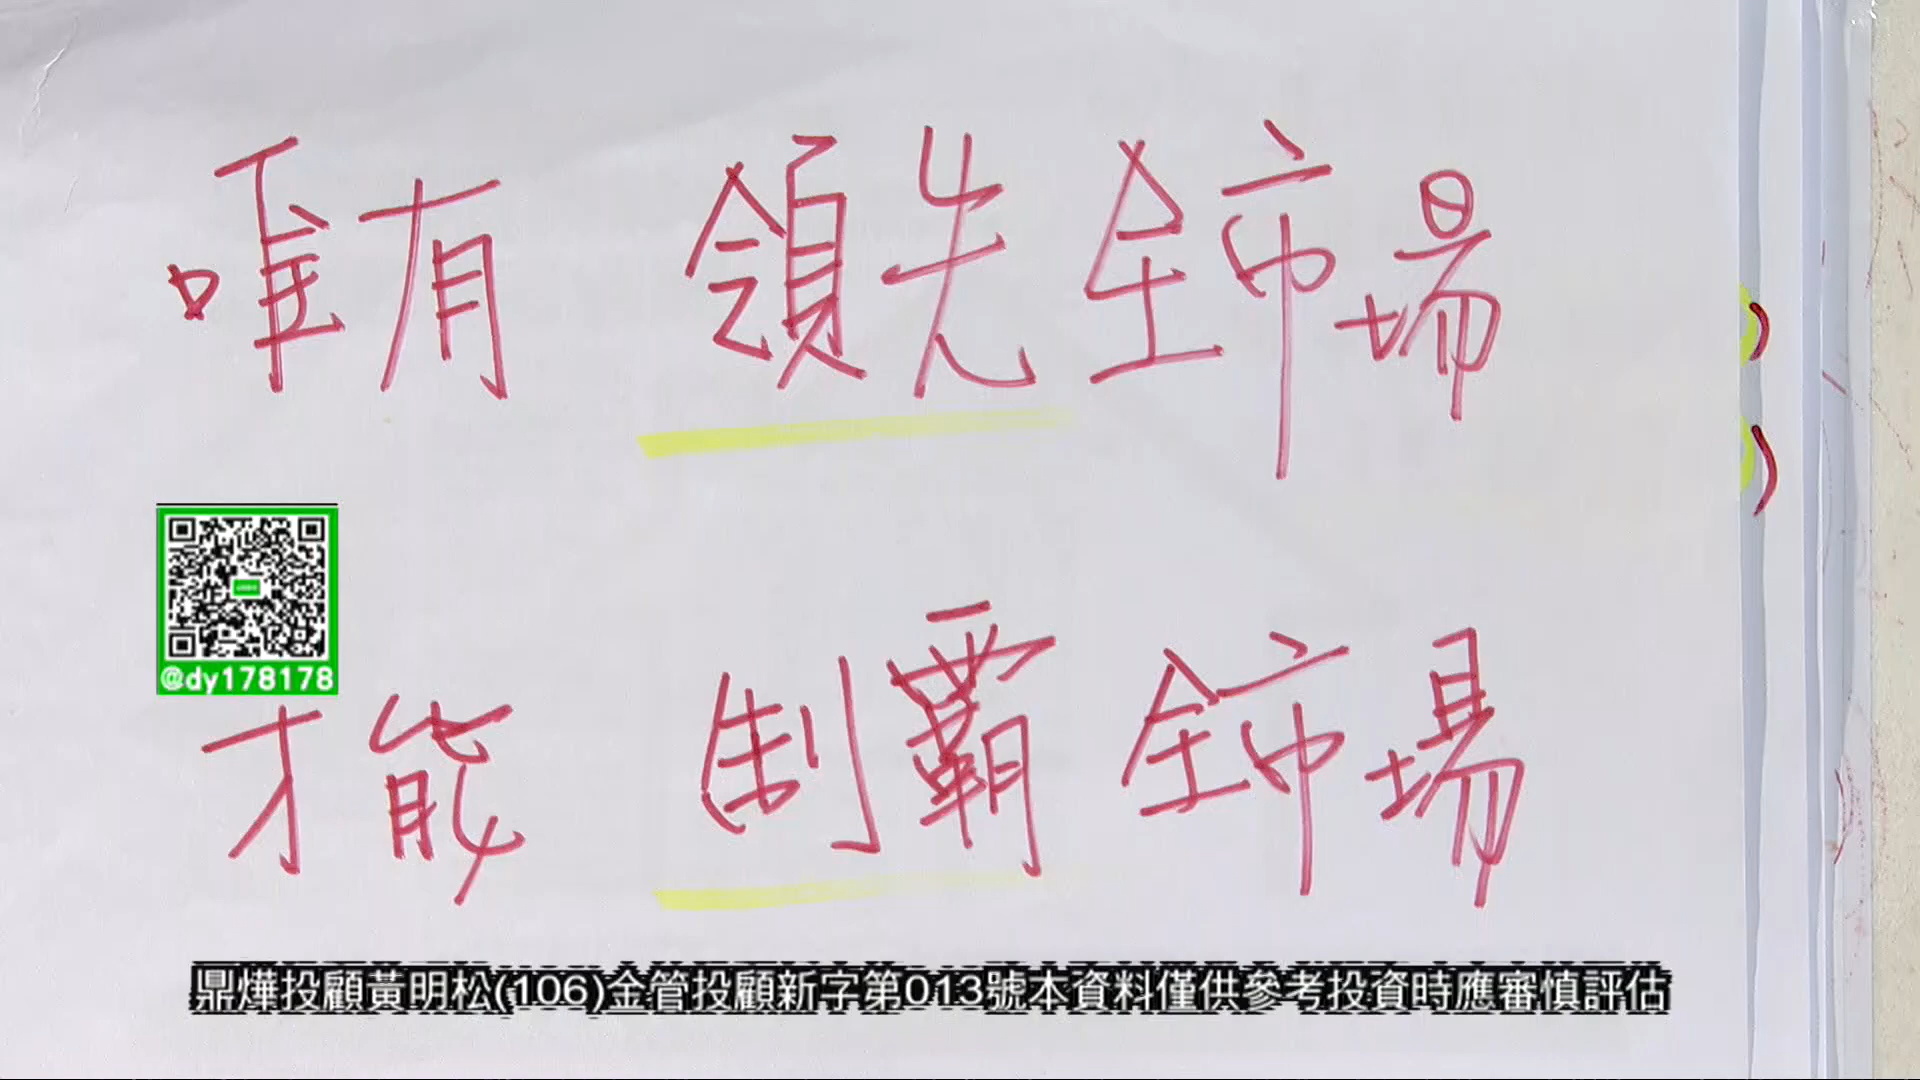 唯有 領先全市場
@dy178178
才能 制霸全市場
鼎燁投顧黃明松(106)金管投顧新字第013號本資料僅供參考投資時應審慎評估